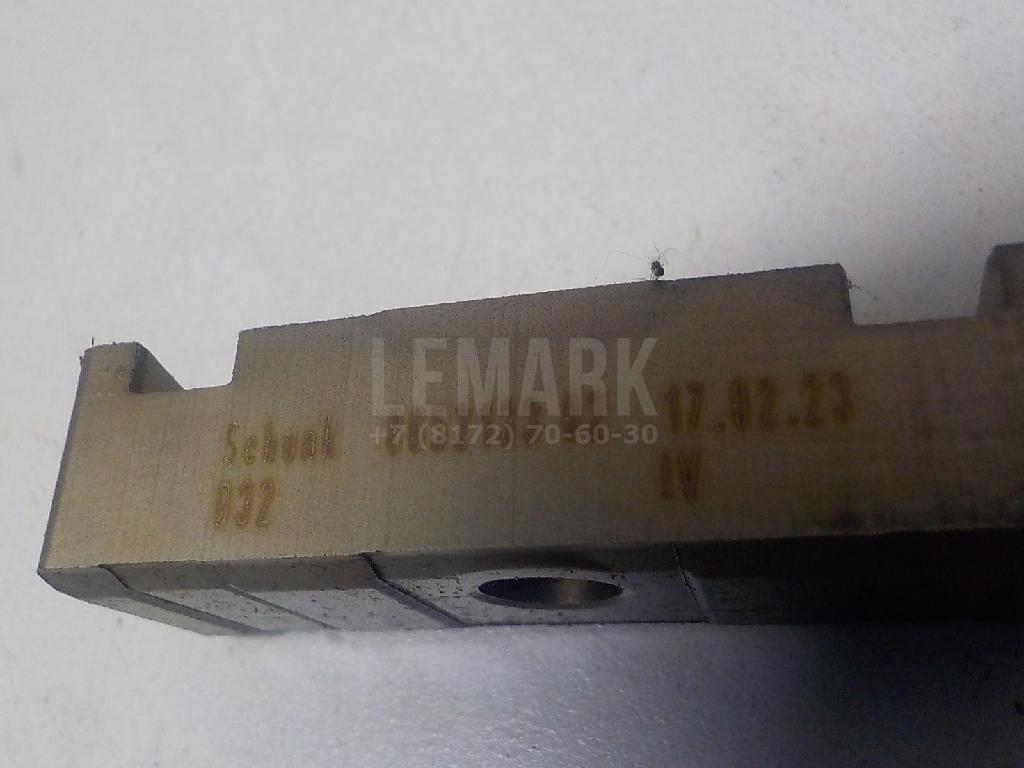 LEMARK
+7 (8172) 70-60-30
Schunk 17.02.23
D32 IV